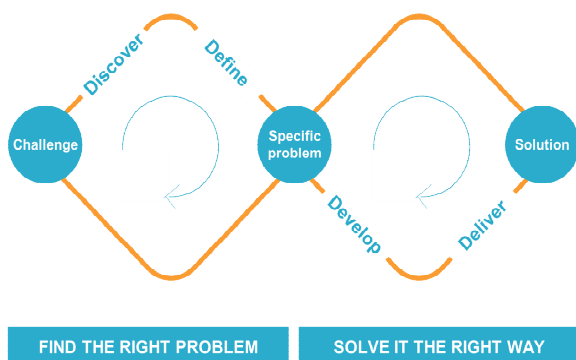 Discover
Define
Challenge
Specific
problem
Solution
Develop
Deliver
FIND THE RIGHT PROBLEM
SOLVE IT THE RIGHT WAY